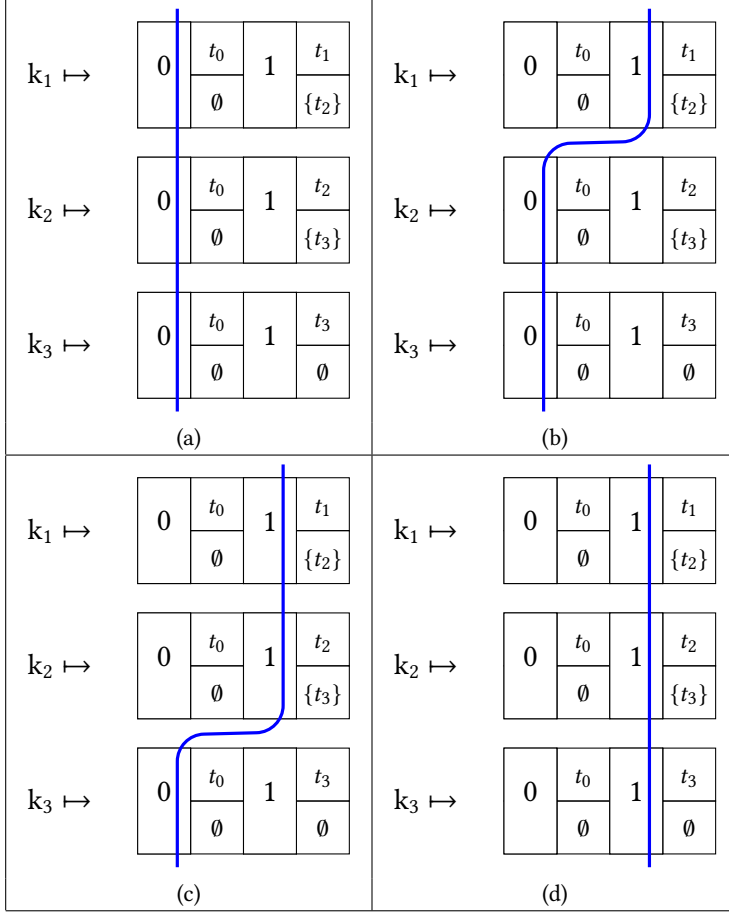 k₁ ↦ 0 t₀ ∅ 1 t₁ {t₂}
k₂ ↦ 0 t₀ ∅ 1 t₂ {t₃}
k₃ ↦ 0 t₀ ∅ 1 t₃ ∅
(a)
k₁ ↦ 0 t₀ ∅ 1 t₁ {t₂}
k₂ ↦ 0 t₀ ∅ 1 t₂ {t₃}
k₃ ↦ 0 t₀ ∅ 1 t₃ ∅
(b)
k₁ ↦ 0 t₀ ∅ 1 t₁ {t₂}
k₂ ↦ 0 t₀ ∅ 1 t₂ {t₃}
k₃ ↦ 0 t₀ ∅ 1 t₃ ∅
(c)
k₁ ↦ 0 t₀ ∅ 1 t₁ {t₂}
k₂ ↦ 0 t₀ ∅ 1 t₂ {t₃}
k₃ ↦ 0 t₀ ∅ 1 t₃ ∅
(d)